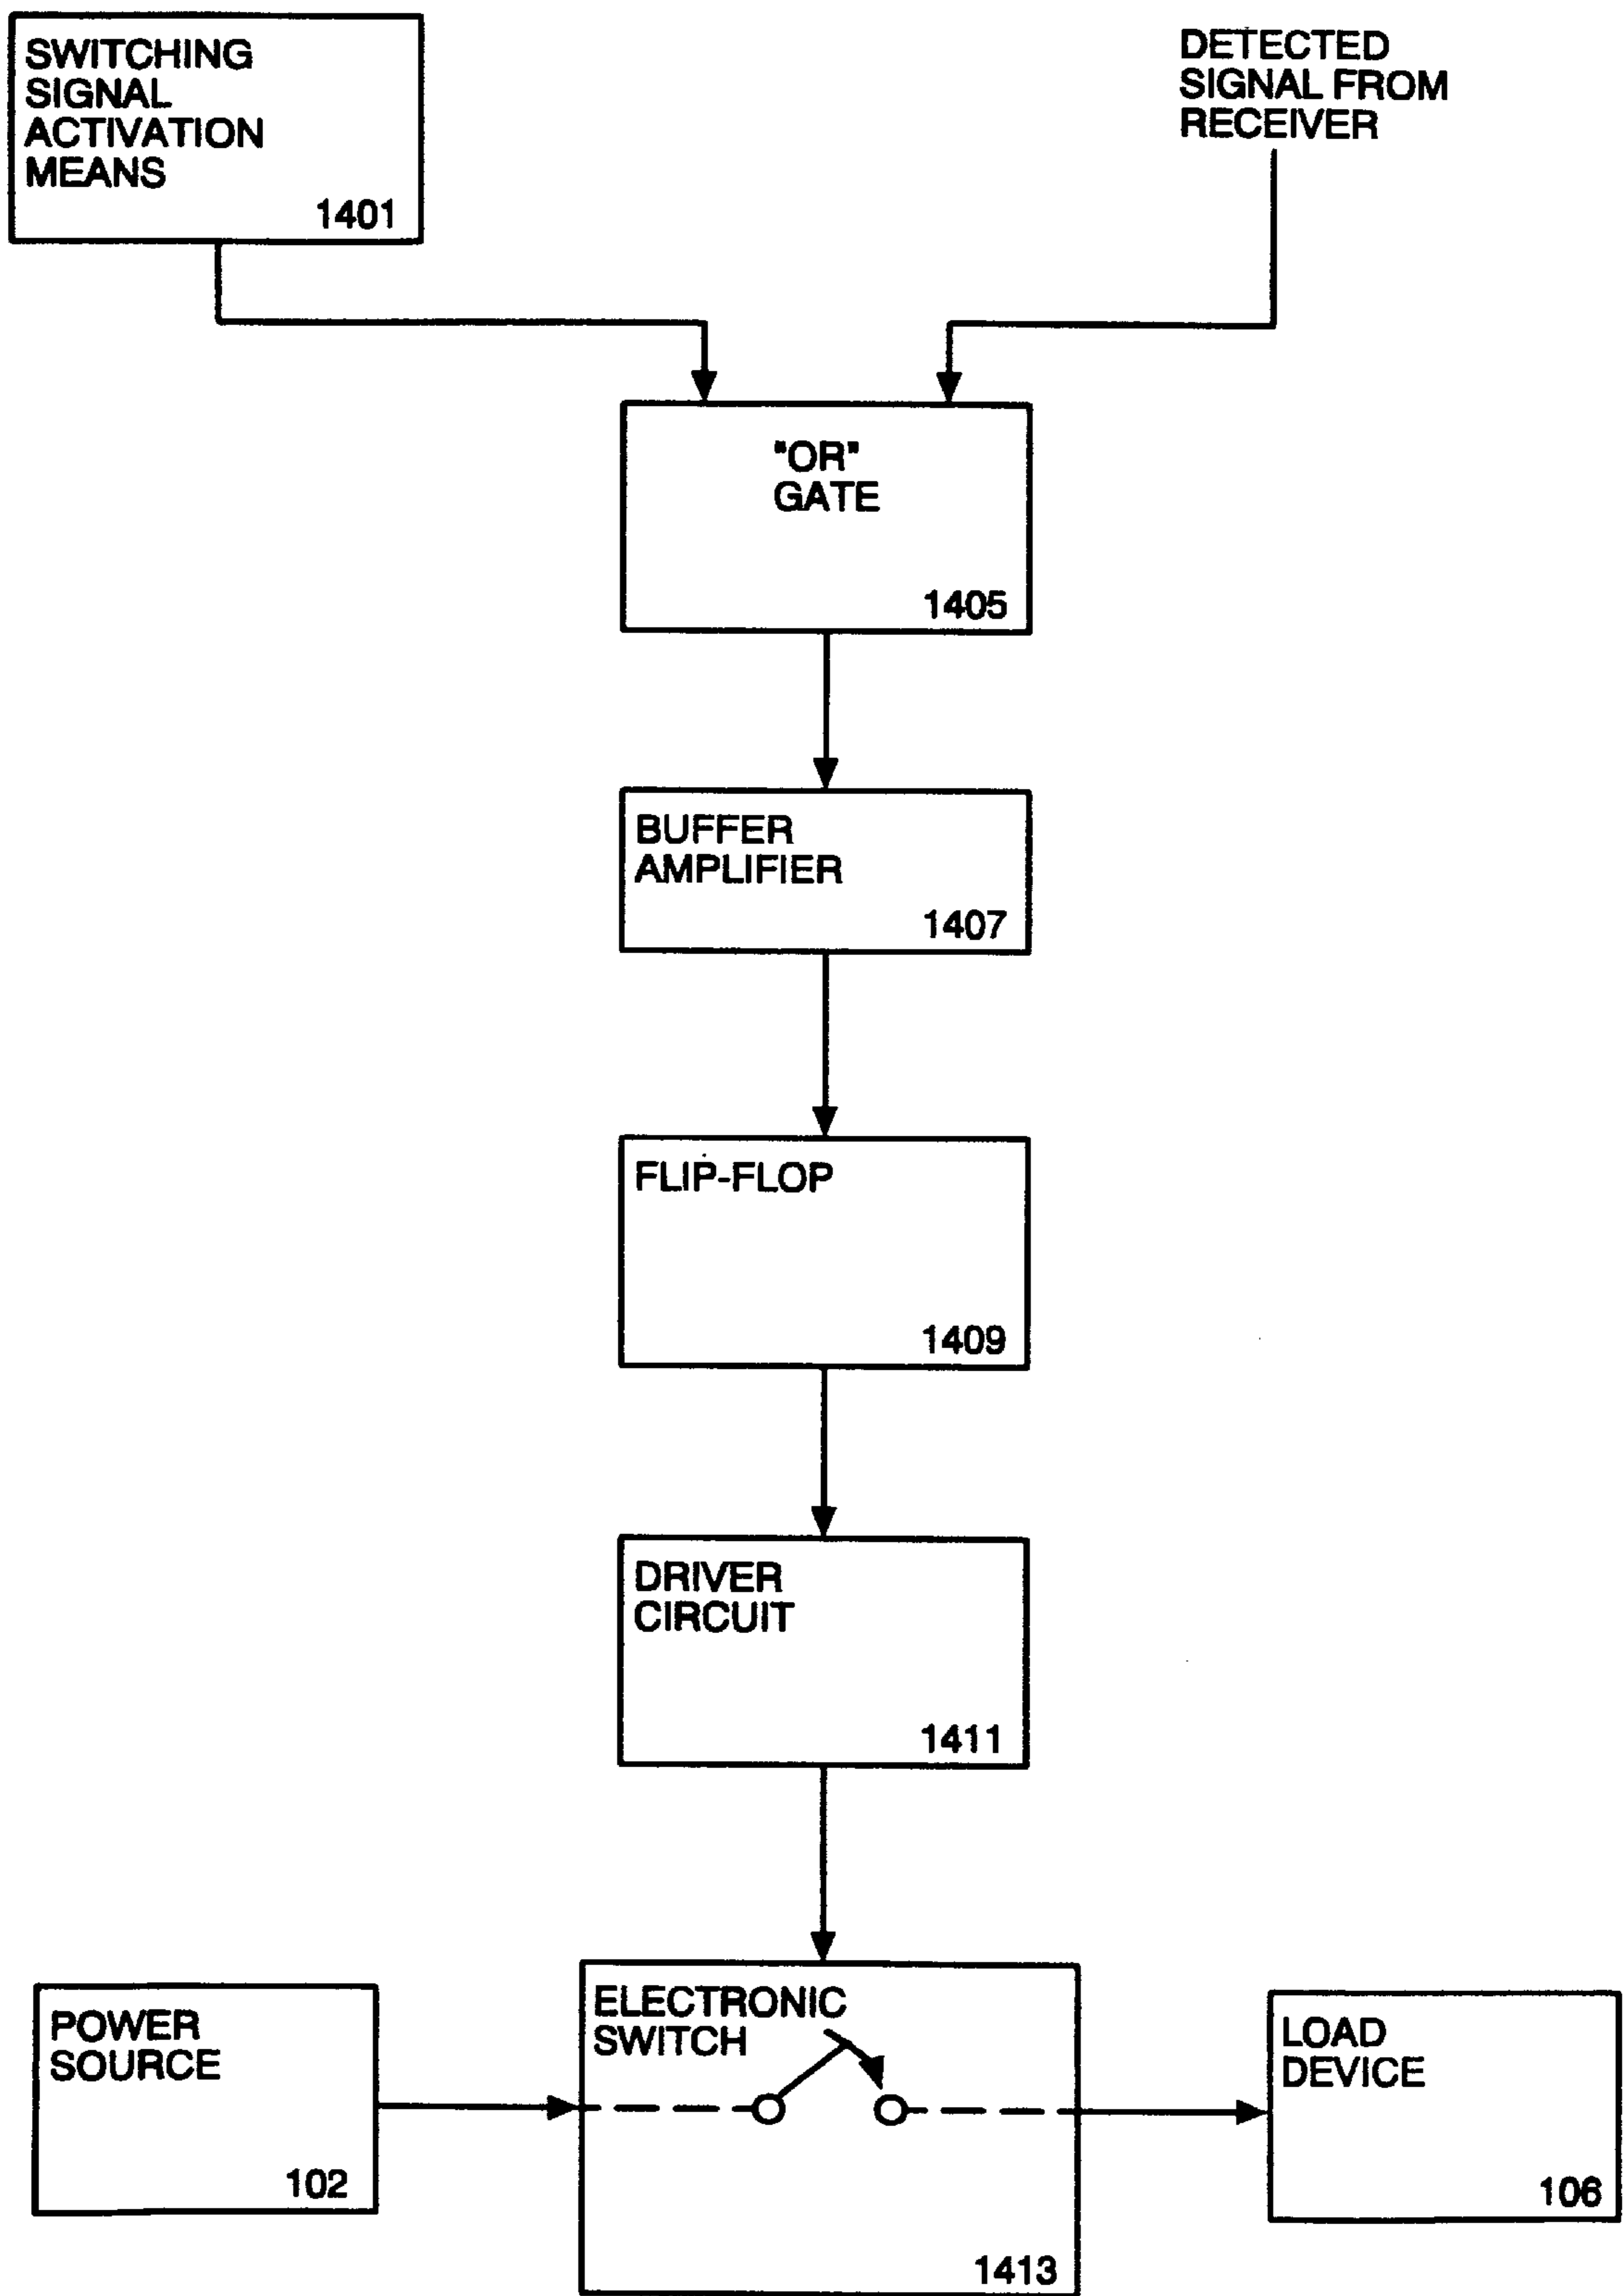 SWITCHING
SIGNAL
ACTIVATION
MEANS
1401
DETECTED
SIGNAL FROM
RECEIVER
"OR"
GATE
1405
BUFFER
AMPLIFIER
1407
FLIP-FLOP
1409
DRIVER
CIRCUIT
1411
POWER
SOURCE
102
ELECTRONIC
SWITCH
1413
LOAD
DEVICE
106